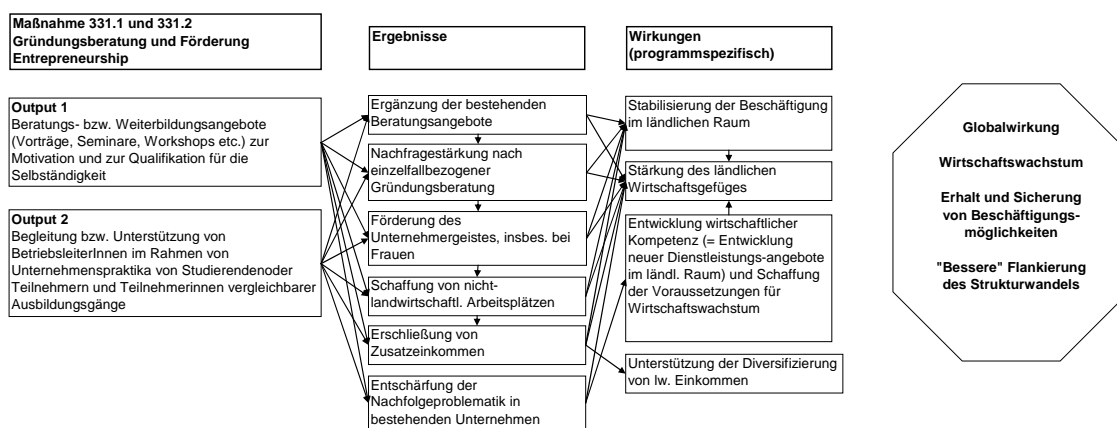 Maßnahme 331.1 und 331.2
Gründungsberatung und Förderung
Entrepreneurship
Ergebnisse
Wirkungen
(programmspezifisch)
Output 1
Beratungs- bzw. Weiterbildungsangebote
(Vorträge, Seminare, Workshops etc.) zur
Motivation und zur Qualifikation für die
Selbständigkeit
Output 2
Begleitung bzw. Unterstützung von
BetriebsleiterInnen im Rahmen von
Unternehmenspraktika von Studierendenoder
Teilnehmern und Teilnehmerinnen vergleichbarer
Ausbildungsgänge
Ergänzung der bestehenden
Beratungsangebote
Nachfragestärkung nach
einzelfallbezogener
Gründungsberatung
Förderung des
Unternehmergeistes, insbes. bei
Frauen
Schaffung von nicht-
landwirtschaftl. Arbeitsplätzen
Erschließung von
Zusatzeinkommen
Entschärfung der
Nachfolgeproblematik in
bestehenden Unternehmen
Stabilisierung der Beschäftigung
im ländlichen Raum
Stärkung des ländlichen
Wirtschaftsgefüges
Entwicklung wirtschaftlicher
Kompetenz (= Entwicklung
neuer Dienstleistungs-angebote
im ländl. Raum) und Schaffung
der Voraussetzungen für
Wirtschaftswachstum
Unterstützung der Diversifizierung
von lw. Einkommen
Globalwirkung
Wirtschaftswachstum
Erhalt und Sicherung
von Beschäftigungs-
möglichkeiten
"Bessere" Flankierung
des Strukturwandels